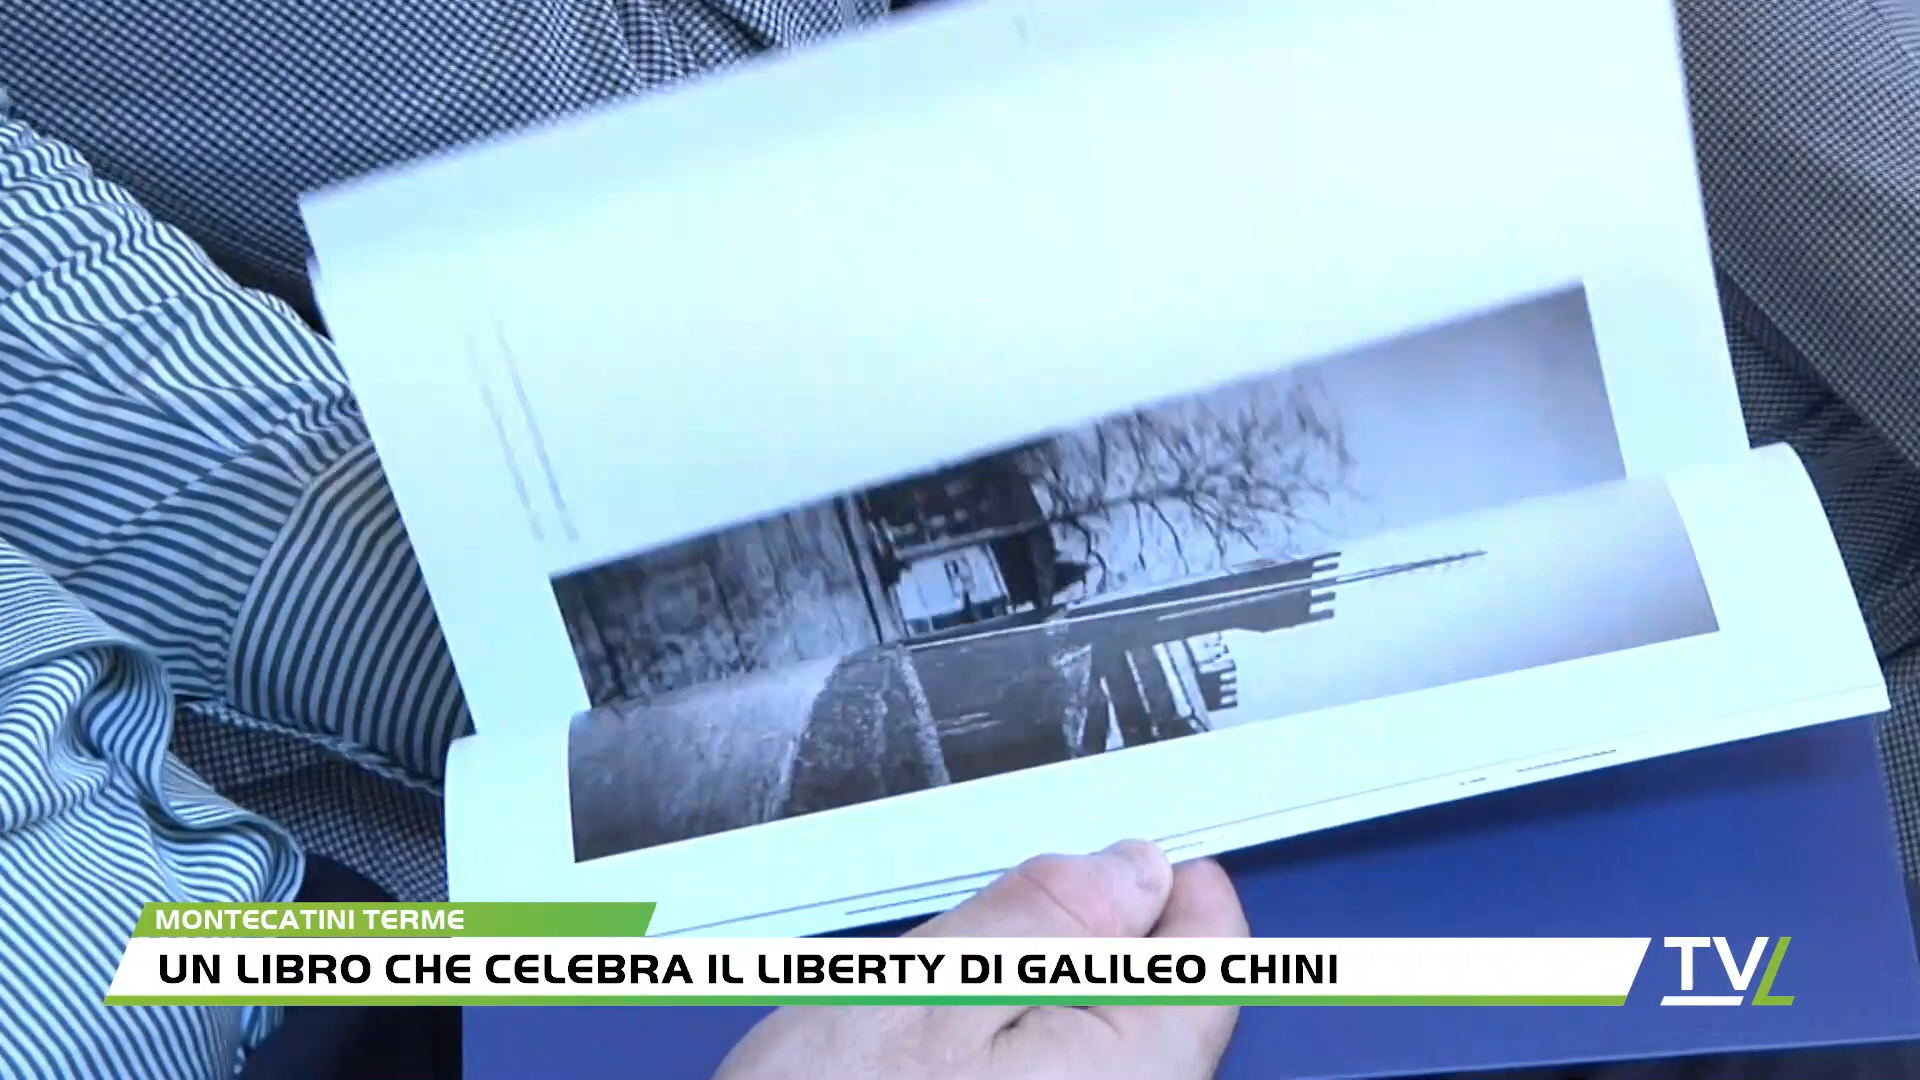 MONTECATINI TERME
UN LIBRO CHE CELEBRA IL LIBERTY DI GALILEO CHINI
TVL